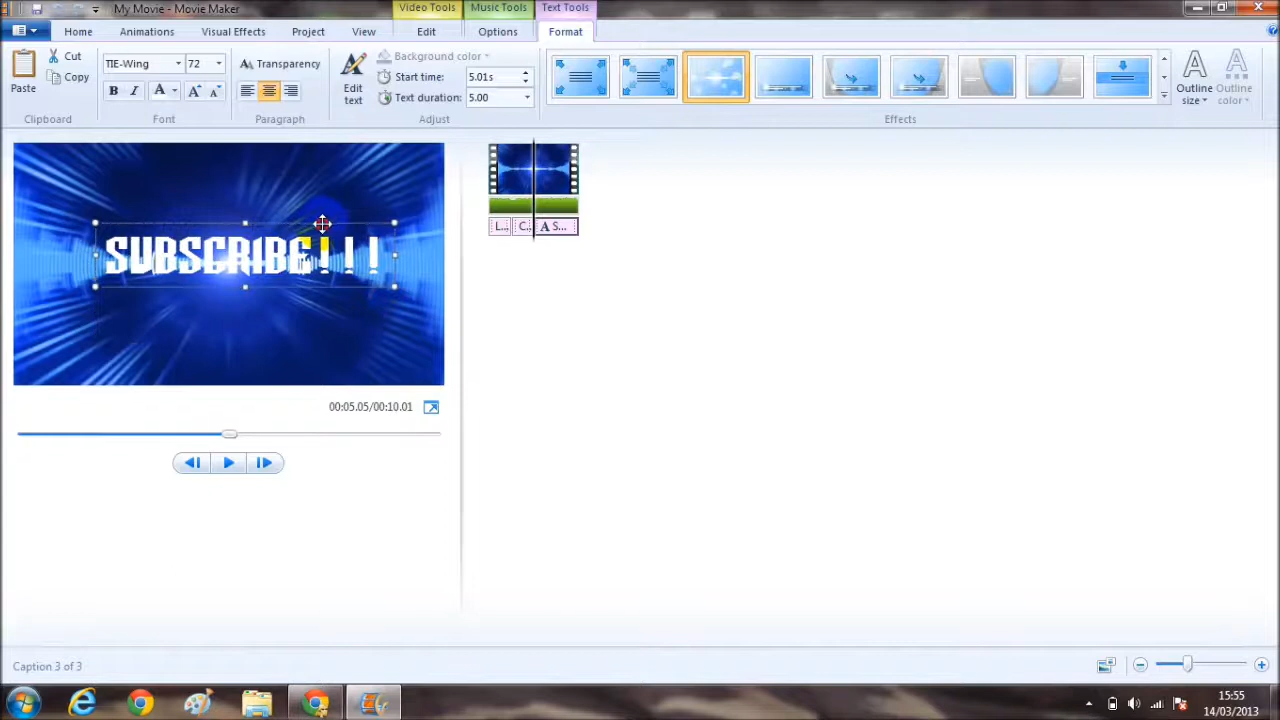 My Movie - Movie Maker
Video Tools
Music Tools
Text Tools
Home
Animations
Visual Effects
Project
View
Edit
Options
Format
Paste
Cut
Copy
Clipboard
TIE-Wing
72
B
I
A
A
A
Font
Transparency
Paragraph
Edit text
Background color
Start time:
5.01s
Text duration:
5.00
Adjust
Effects
Outline size
Outline color
SUBSCRIBE!!!
L...
C..
A S...
00:05.05/00:10.01
Caption 3 of 3
15:55
14/03/2013